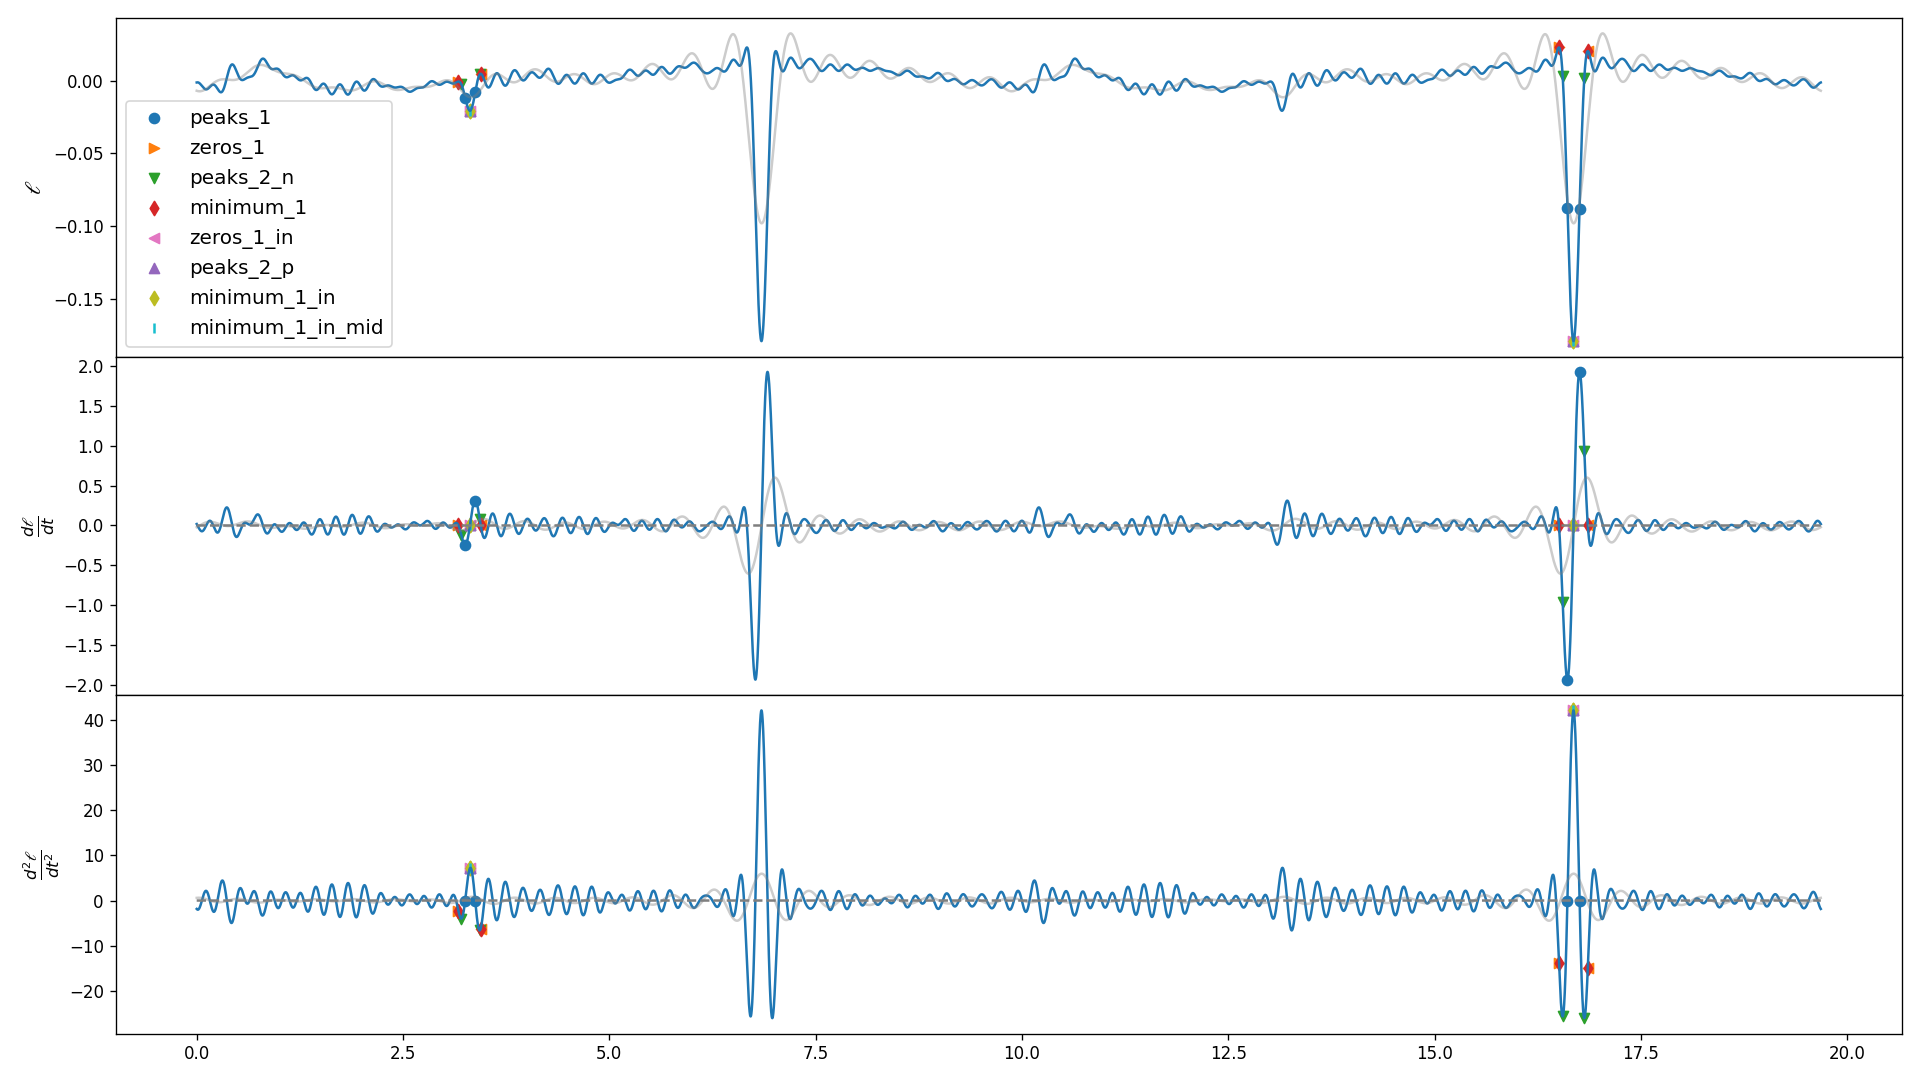 0.00
−0.05
−0.10
−0.15
ℓ
peaks_1
zeros_1
peaks_2_n
minimum_1
zeros_1_in
peaks_2_p
minimum_1_in
minimum_1_in_mid
2.0
1.5
1.0
0.5
0.0
−0.5
−1.0
−1.5
−2.0
dℓ
dt
40
30
20
10
0
−10
−20
d²ℓ
dt²
0.0 2.5 5.0 7.5 10.0 12.5 15.0 17.5 20.0